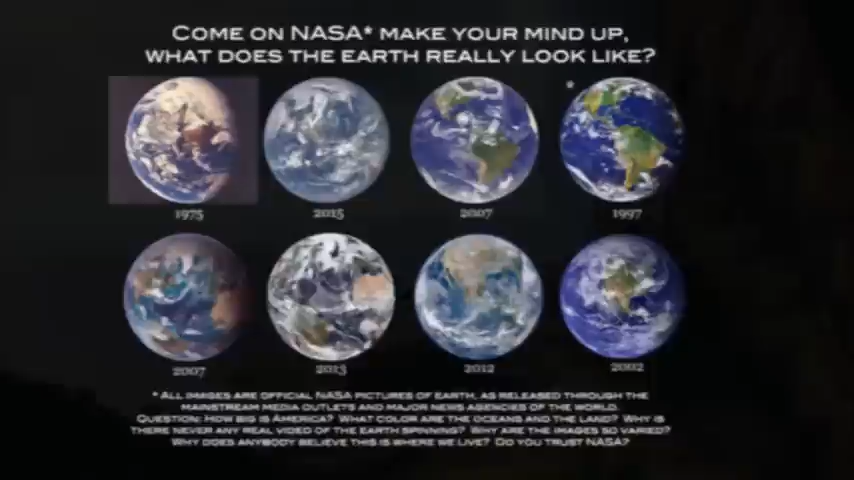 COME ON NASA* MAKE YOUR MIND UP,
WHAT DOES THE EARTH REALLY LOOK LIKE?
*
1975 2015 2007 1997
2007 2013 2012 2002
* ALL IMAGES ARE OFFICIAL NASA PICTURES OF EARTH, AS RELEASED THROUGH THE
MAINSTREAM MEDIA OUTLETS AND MAJOR NEWS AGENCIES OF THE WORLD.
QUESTION: HOW BIG IS AMERICA? WHAT COLOR ARE THE OCEANS AND THE LAND? WHY IS
THERE NEVER ANY REAL VIDEO OF THE EARTH SPINNING? WHY ARE THE IMAGES SO VARIED?
WHY DOES ANYBODY BELIEVE THIS IS WHERE WE LIVE? DO YOU TRUST NASA?